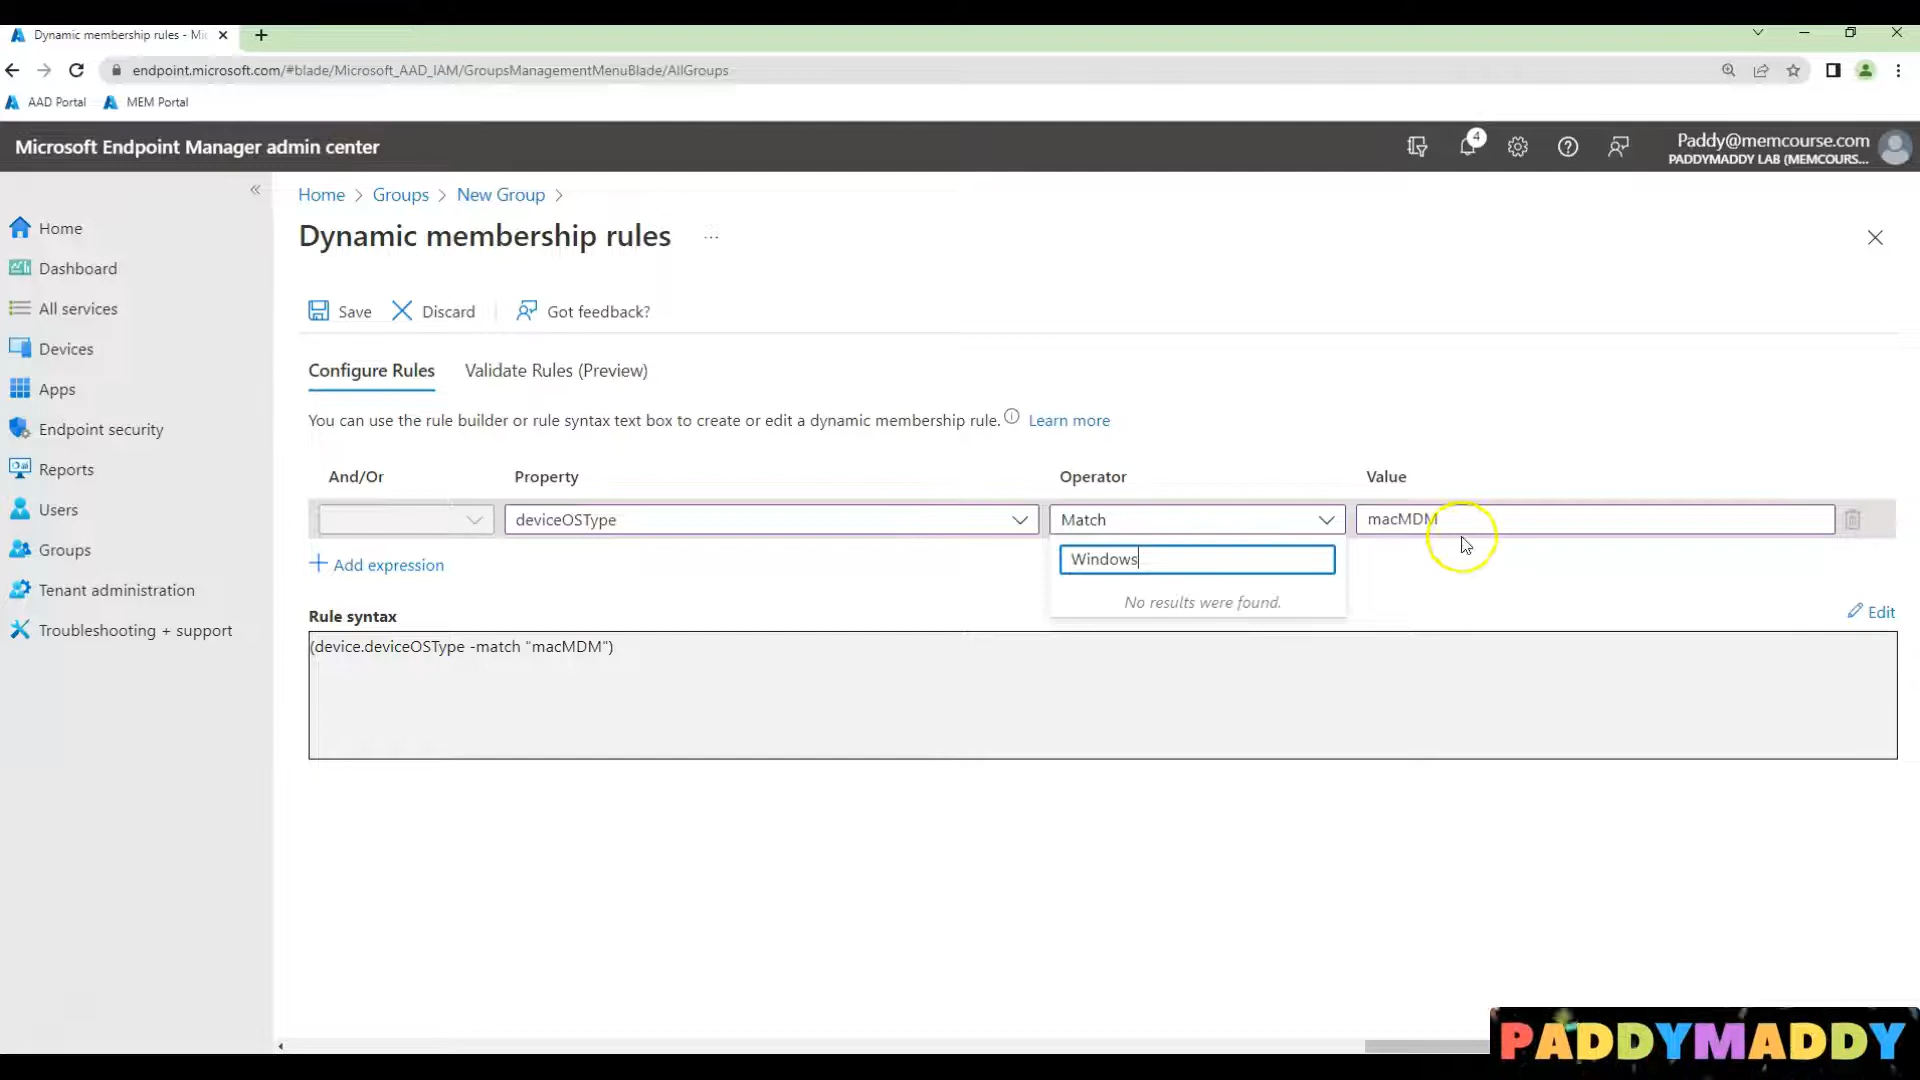 Dynamic membership rules - Mi
endpoint.microsoft.com/#blade/Microsoft_AAD_IAM/GroupsManagementMenuBlade/AllGroups
AAD Portal MEM Portal
Microsoft Endpoint Manager admin center
4
Paddy@memcourse.com
PADDYMADDY LAB (MEMCOURS...
Home > Groups > New Group >
Dynamic membership rules ...
Home
Dashboard
All services
Devices
Apps
Endpoint security
Reports
Users
Groups
Tenant administration
Troubleshooting + support
Save Discard Got feedback?
Configure Rules Validate Rules (Preview)
You can use the rule builder or rule syntax text box to create or edit a dynamic membership rule. Learn more
And/Or Property Operator Value
deviceOSType Match macMDM
Windows
No results were found.
+ Add expression
Rule syntax
Edit
(device.deviceOSType -match "macMDM")
PADDYMADDY